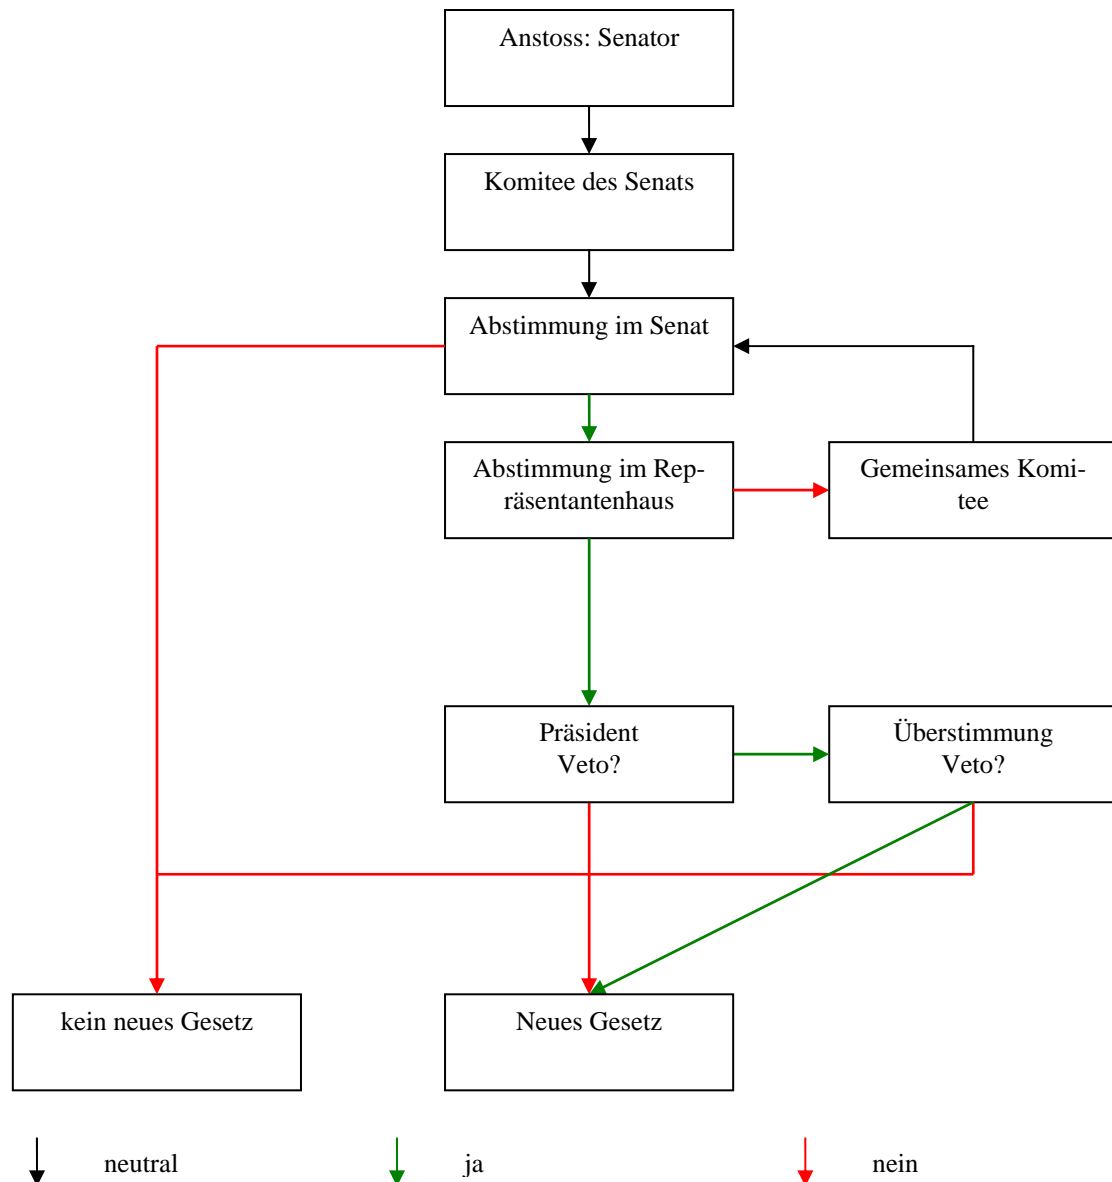 Anstoss: Senator
Komitee des Senats
Abstimmung im Senat
Abstimmung im Rep-
räsentantenhaus
Gemeinsames Komi-
tee
Präsident
Veto?
Überstimmung
Veto?
kein neues Gesetz
Neues Gesetz
neutral
ja
nein